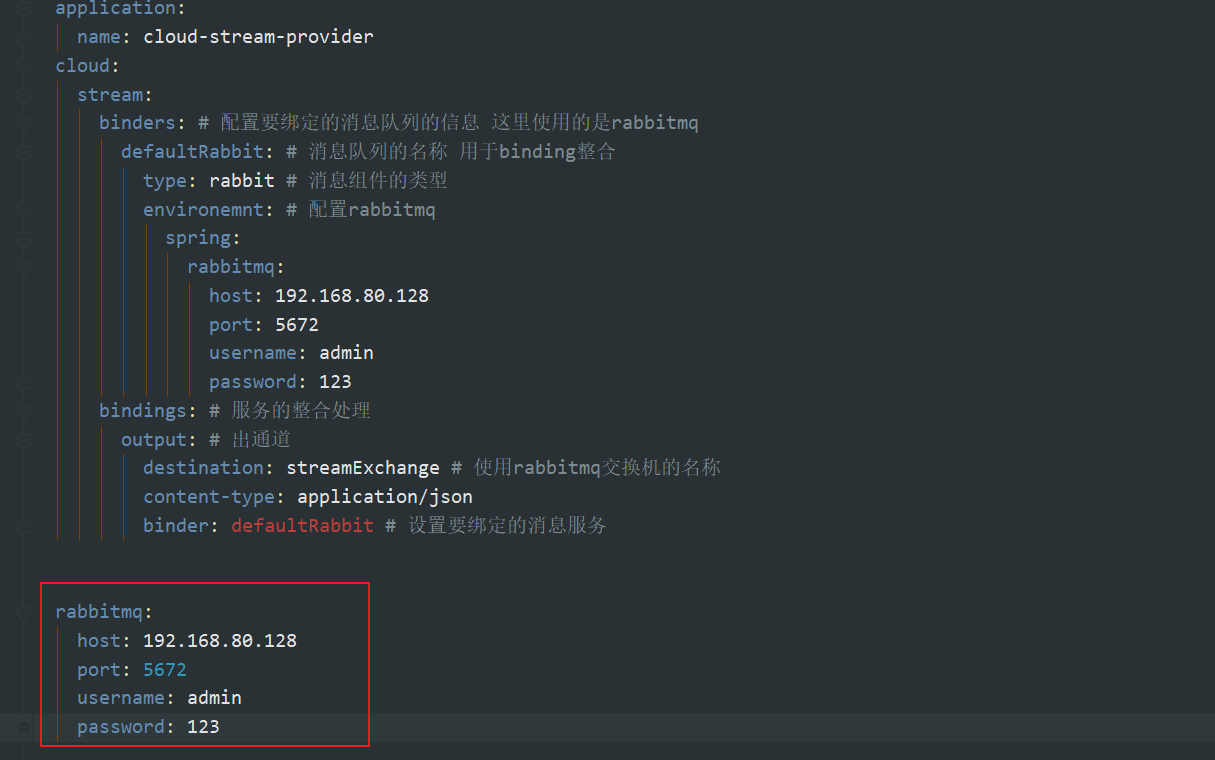 application:
name: cloud-stream-provider
cloud:
stream:
binders: # 配置要绑定的消息队列的信息 这里使用的是rabbitmq
defaultRabbit: # 消息队列的名称 用于binding整合
type: rabbit # 消息组件的类型
environemnt: # 配置rabbitmq
spring:
rabbitmq:
host: 192.168.80.128
port: 5672
username: admin
password: 123
bindings: # 服务的整合处理
output: # 出通道
destination: streamExchange # 使用rabbitmq交换机的名称
content-type: application/json
binder: defaultRabbit # 设置要绑定的消息服务
rabbitmq:
host: 192.168.80.128
port: 5672
username: admin
password: 123